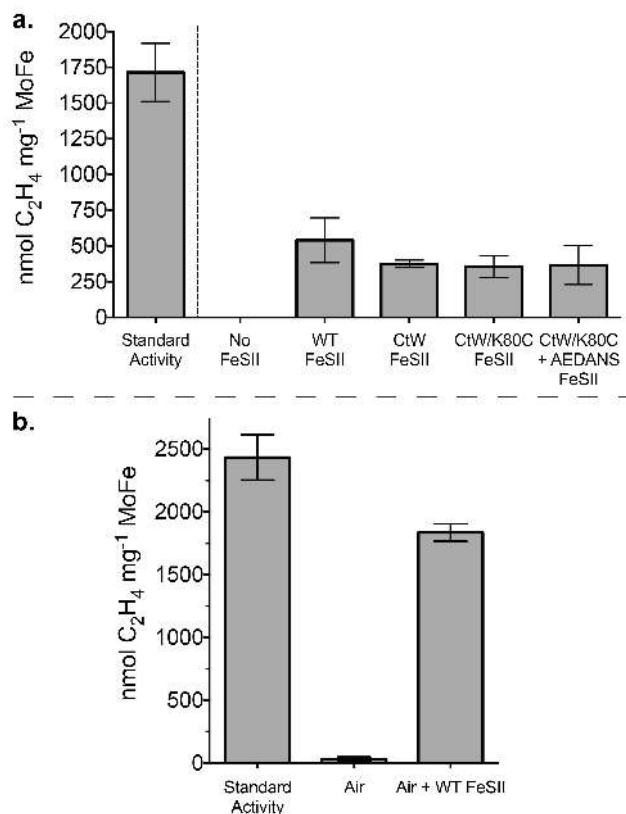 a.
nmol C₂H₄ mg⁻¹ MoFe
2000
1750
1500
1250
1000
750
500
250
0
Standard
Activity
No
FeSII
WT
FeSII
CtW
FeSII
CtW/K80C
FeSII
CtW/K80C
+ AEDANS
FeSII
b.
nmol C₂H₄ mg⁻¹ MoFe
2500
2000
1500
1000
500
0
Standard
Activity
Air
Air + WT FeSII